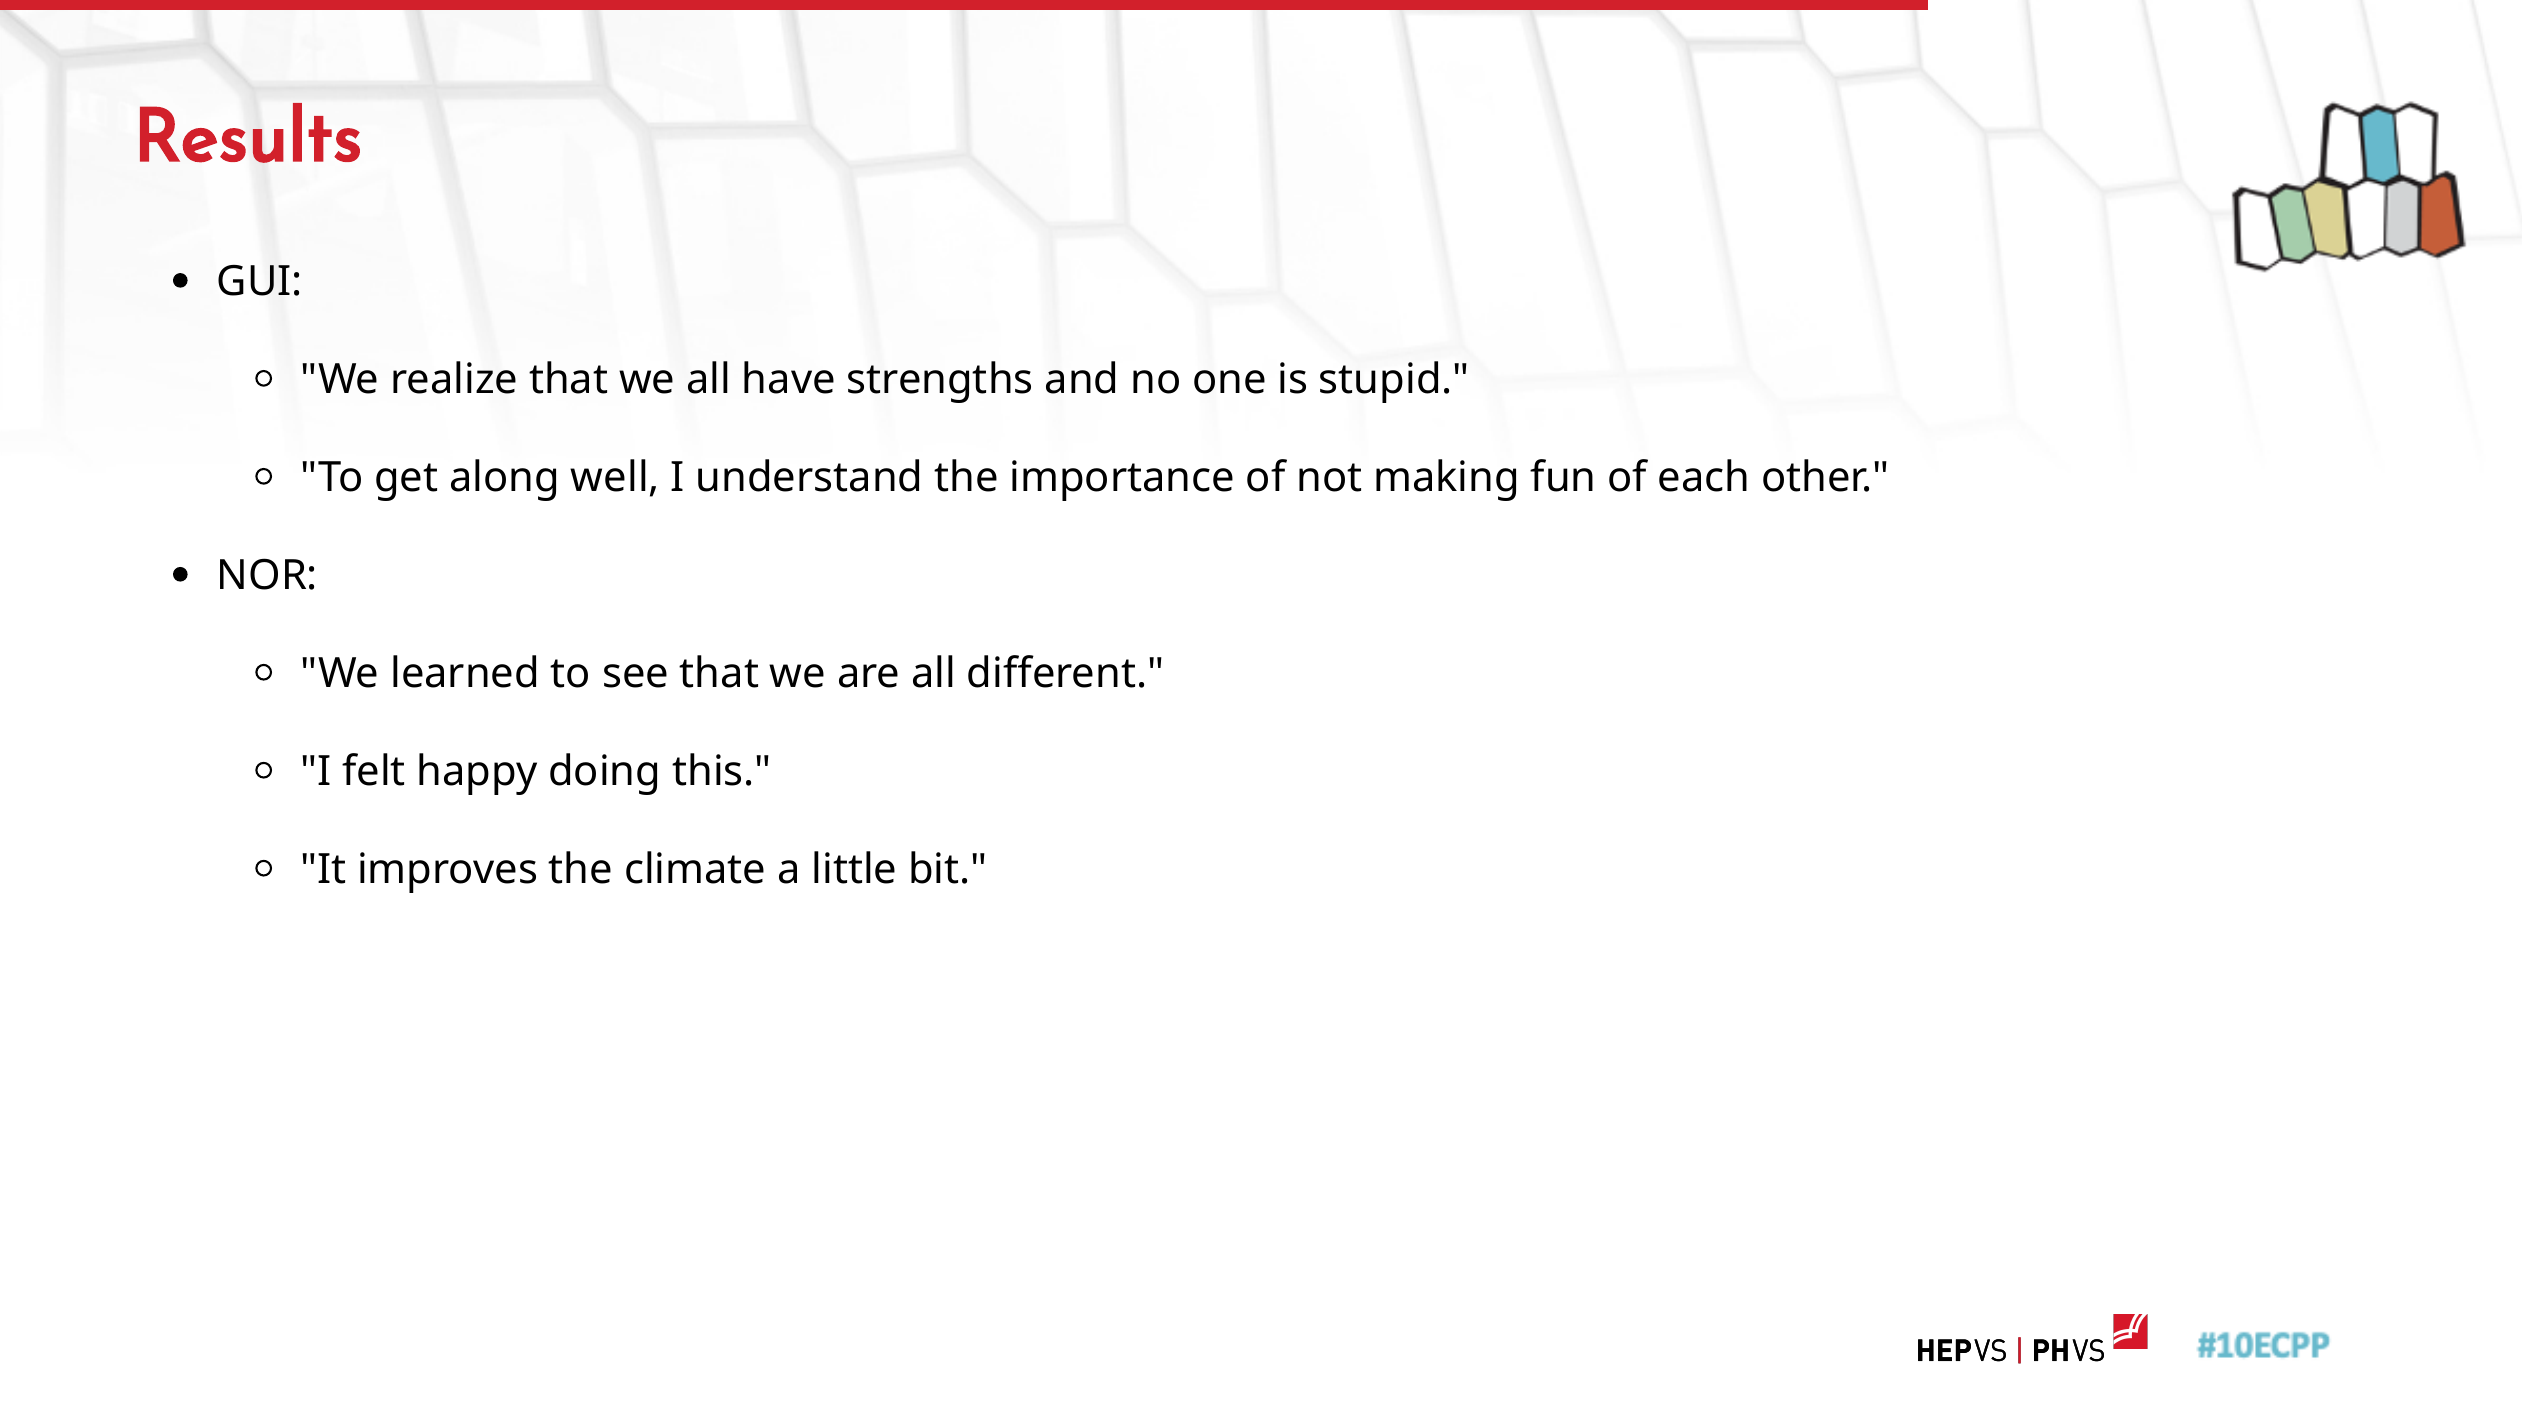 Results
• GUI:
○ "We realize that we all have strengths and no one is stupid."
○ "To get along well, I understand the importance of not making fun of each other."
• NOR:
○ "We learned to see that we are all different."
○ "I felt happy doing this."
○ "It improves the climate a little bit."
HEPVS | PHVS
#10ECPP